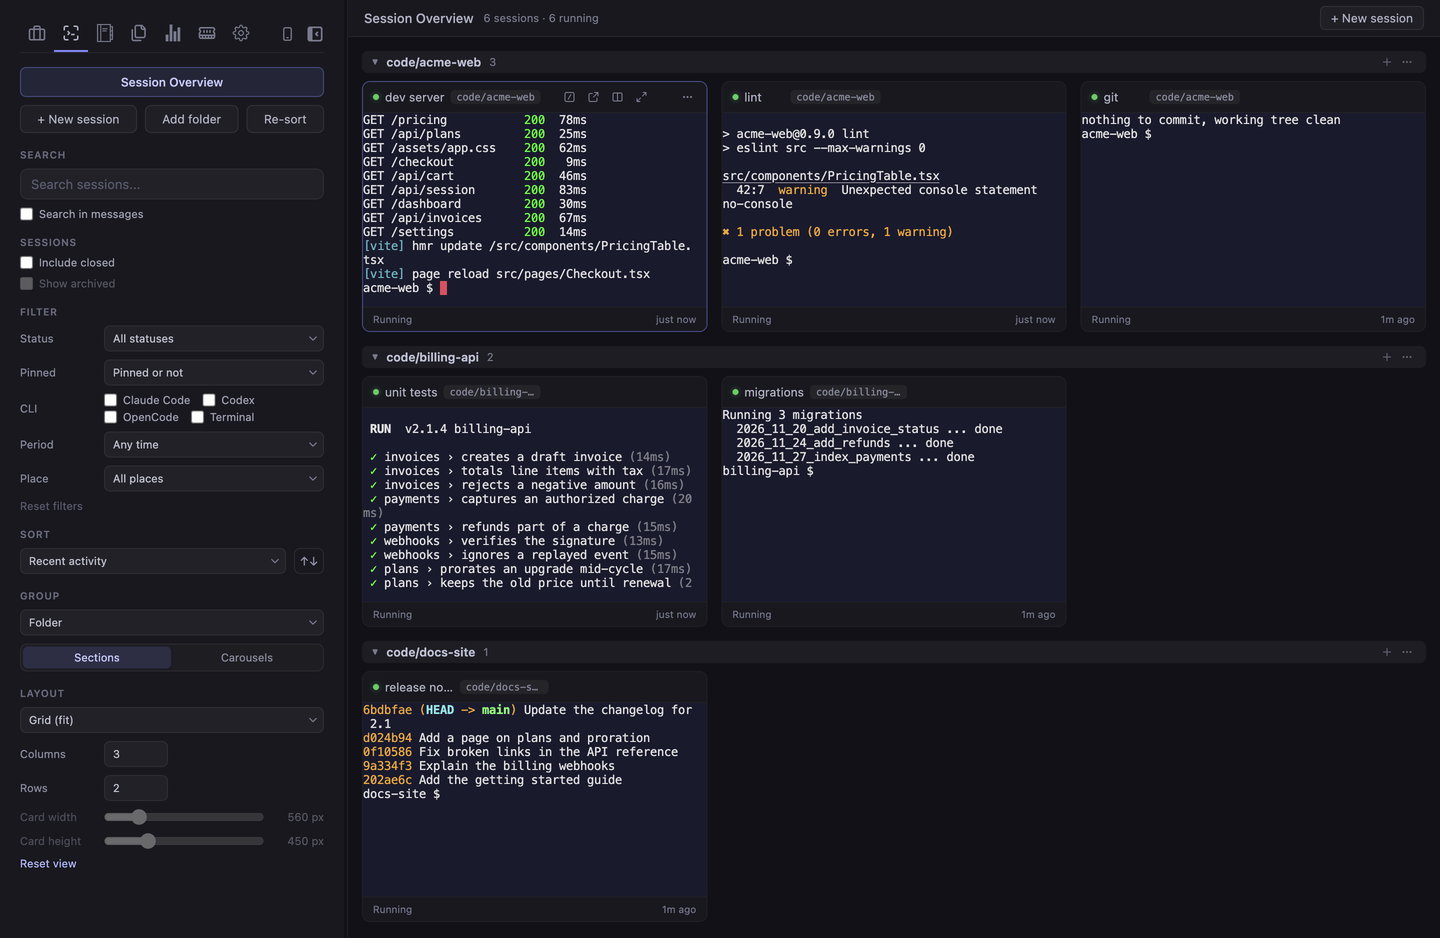 Session Overview
+ New session
Add folder
Re-sort
SEARCH
Search sessions...
Search in messages
SESSIONS
Include closed
Show archived
FILTER
Status
All statuses
Pinned
Pinned or not
CLI
Claude Code
Codex
OpenCode
Terminal
Period
Any time
Place
All places
Reset filters
SORT
Recent activity
GROUP
Folder
Sections
Carousels
LAYOUT
Grid (fit)
Columns
3
Rows
2
Card width
560 px
Card height
450 px
Reset view
Session Overview 6 sessions · 6 running
+ New session
code/acme-web 3
dev server code/acme-web
GET /pricing 200 78ms
GET /api/plans 200 25ms
GET /assets/app.css 200 62ms
GET /checkout 200 9ms
GET /api/cart 200 46ms
GET /api/session 200 83ms
GET /dashboard 200 30ms
GET /api/invoices 200 67ms
GET /settings 200 14ms
[vite] hmr update /src/components/PricingTable.
tsx
[vite] page reload src/pages/Checkout.tsx
acme-web $
Running just now
lint code/acme-web
> acme-web@0.9.0 lint
> eslint src --max-warnings 0
src/components/PricingTable.tsx
42:7 warning Unexpected console statement
no-console
✖ 1 problem (0 errors, 1 warning)
acme-web $
Running just now
git code/acme-web
nothing to commit, working tree clean
acme-web $
Running 1m ago
code/billing-api 2
unit tests code/billing-…
RUN v2.1.4 billing-api
✓ invoices › creates a draft invoice (14ms)
✓ invoices › totals line items with tax (17ms)
✓ invoices › rejects a negative amount (16ms)
✓ payments › captures an authorized charge (20
ms)
✓ payments › refunds part of a charge (15ms)
✓ webhooks › verifies the signature (13ms)
✓ webhooks › ignores a replayed event (15ms)
✓ plans › prorates an upgrade mid-cycle (17ms)
✓ plans › keeps the old price until renewal (2
Running just now
migrations code/billing-…
Running 3 migrations
2026_11_20_add_invoice_status ... done
2026_11_24_add_refunds ... done
2026_11_27_index_payments ... done
billing-api $
Running 1m ago
code/docs-site 1
release no... code/docs-s…
6bdbfae (HEAD -> main) Update the changelog for
2.1
d024b94 Add a page on plans and proration
0f10586 Fix broken links in the API reference
9a334f3 Explain the billing webhooks
202ae6c Add the getting started guide
docs-site $
Running 1m ago